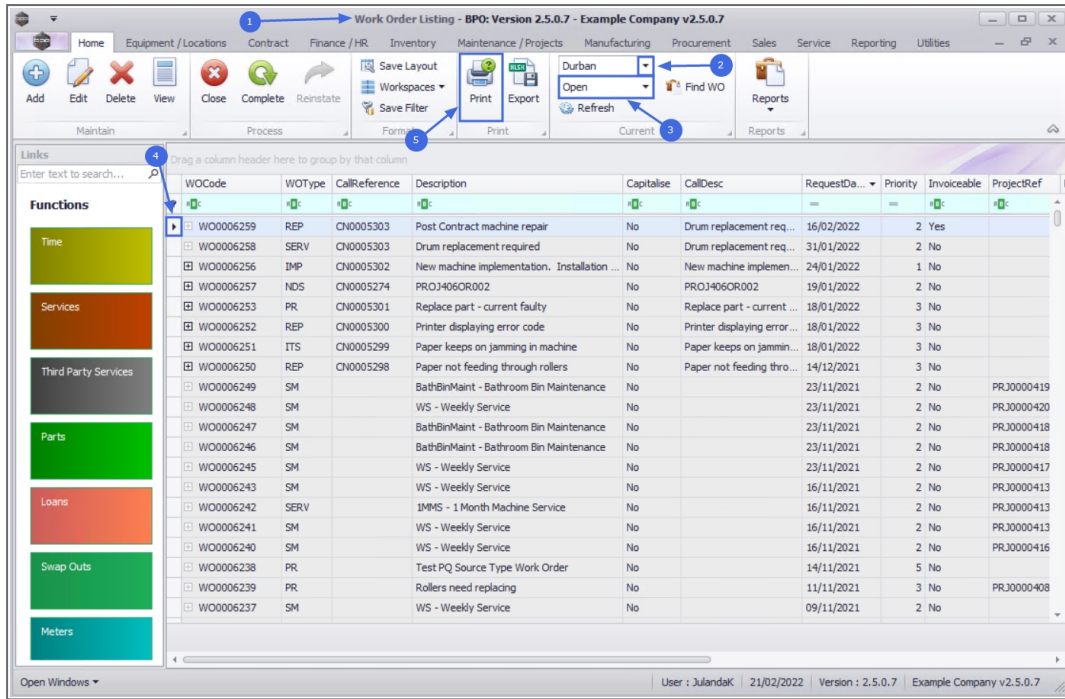 1
Work Order Listing - BPO: Version 2.5.0.7 - Example Company v2.5.0.7
Home Equipment / Locations Contract Finance / HR Inventory Maintenance / Projects Manufacturing Procurement Sales Service Reporting Utilities
Add Edit Delete View Close Complete Reinstate
Save Layout
Workspaces
Save Filter
Print Export
Durban 2
Open Find WO
Refresh
Reports
Maintain Process Format 5 Print Current 3 Reports
Links 4
Enter text to search...
Drag a column header here to group by that column
WOCode WOType CallReference Description Capitalise CallDesc RequestDa... Priority Invoiceable ProjectRef
Functions
Time
Services
Third Party Services
Parts
Loans
Swap Outs
Meters
WO0006259 REP CN0005303 Post Contract machine repair No Drum replacement req... 16/02/2022 2 Yes
WO0006258 SERV CN0005303 Drum replacement required No Drum replacement req... 31/01/2022 2 No
WO0006256 IMP CN0005302 New machine implementation. Installation ... No New machine implemen... 24/01/2022 1 No
WO0006257 NDS CN0005274 PROJ406OR002 No PROJ406OR002 19/01/2022 2 No
WO0006253 PR CN0005301 Replace part - current faulty No Replace part - current ... 18/01/2022 3 No
WO0006252 REP CN0005300 Printer displaying error code No Printer displaying error... 18/01/2022 3 No
WO0006251 ITS CN0005299 Paper keeps on jamming in machine No Paper keeps on jammin... 18/01/2022 3 No
WO0006250 REP CN0005298 Paper not feeding through rollers No Paper not feeding thro... 14/12/2021 3 No
WO0006249 SM BathBinMaint - Bathroom Bin Maintenance No 23/11/2021 2 No PRJ0000419
WO0006248 SM WS - Weekly Service No 23/11/2021 2 No PRJ0000420
WO0006247 SM BathBinMaint - Bathroom Bin Maintenance No 23/11/2021 2 No PRJ0000418
WO0006246 SM BathBinMaint - Bathroom Bin Maintenance No 23/11/2021 2 No PRJ0000418
WO0006245 SM WS - Weekly Service No 23/11/2021 2 No PRJ0000417
WO0006243 SM WS - Weekly Service No 16/11/2021 2 No PRJ0000413
WO0006242 SERV 1MMS - 1 Month Machine Service No 16/11/2021 2 No PRJ0000413
WO0006241 SM WS - Weekly Service No 16/11/2021 2 No PRJ0000413
WO0006240 SM WS - Weekly Service No 16/11/2021 2 No PRJ0000416
WO0006238 PR Test PQ Source Type Work Order No 14/11/2021 5 No
WO0006239 PR Rollers need replacing No 11/11/2021 3 No PRJ0000408
WO0006237 SM WS - Weekly Service No 09/11/2021 2 No
Open Windows User : JulandaK 21/02/2022 Version : 2.5.0.7 Example Company v2.5.0.7